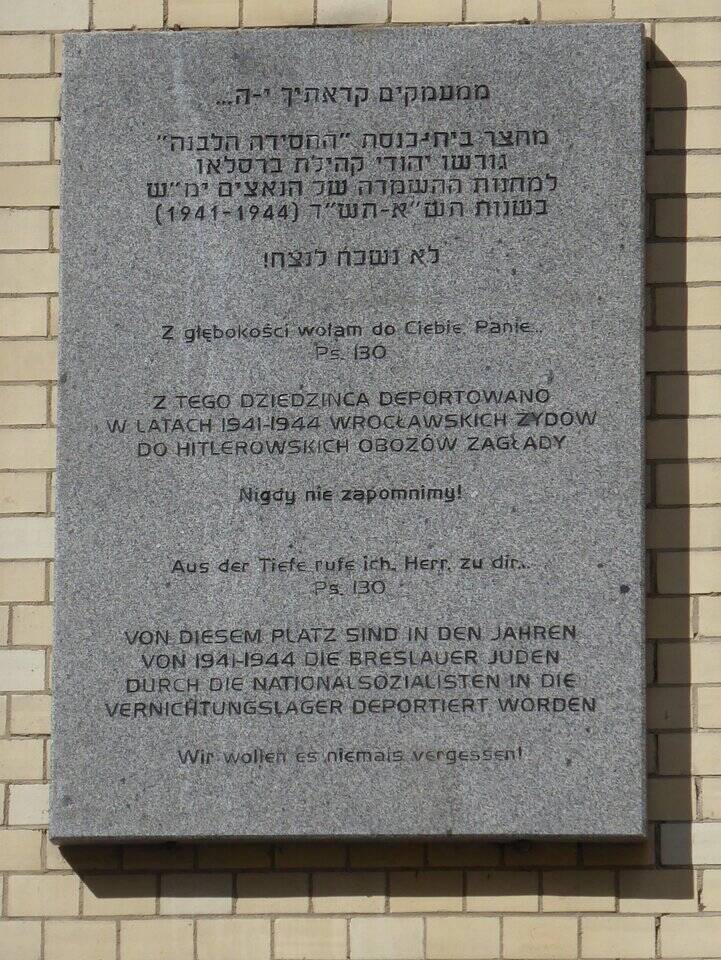 ממעמקים קראתיך י-ה...
מחצר בית-כנסת "החסידה הלבנה"
גורשו יהודי קהילת ברסלאו
למחנות ההשמדה של הנאצים ימ"ש
בשנות תש"א-תש"ד (1941-1944)
לא נשכח לנצח!
Z głębokości wołam do Ciebie, Panie...
Ps. 130
Z TEGO DZIEDZINCA DEPORTOWANO
W LATACH 1941-1944 WROCŁAWSKICH ŻYDOW
DO HITLEROWSKICH OBOZÓW ZAGŁADY
Nigdy nie zapomnimy!
Aus der Tiefe rufe ich, Herr, zu dir...
Ps. 130
VON DIESEM PLATZ SIND IN DEN JAHREN
VON 1941-1944 DIE BRESLAUER JUDEN
DURCH DIE NATIONALSOZIALISTEN IN DIE
VERNICHTUNGSLAGER DEPORTIERT WORDEN
Wir wollen es niemals vergessen!